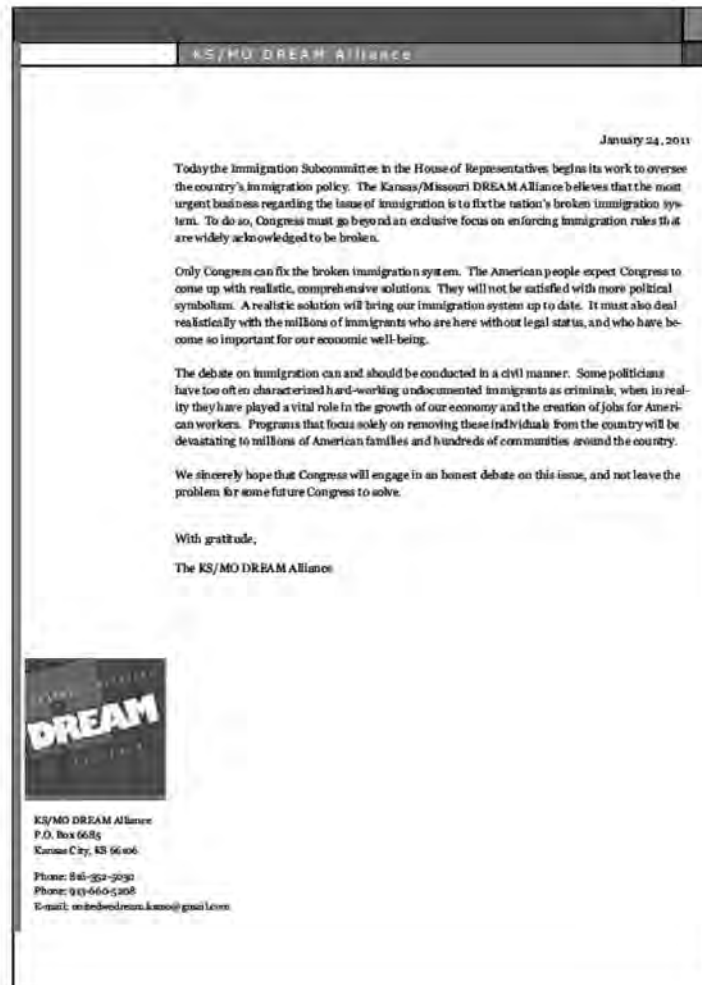 KS/MO DREAM Alliance
January 24, 2011
Today the Immigration Subcommittee in the House of Representatives begins its work to oversee
the country's immigration policy. The Kansas/Missouri DREAM Alliance believes that the most
urgent business regarding the issue of immigration is to fix the nation's broken immigration sys-
tem. To do so, Congress must go beyond an exclusive focus on enforcing immigration rules that
are widely acknowledged to be broken.
Only Congress can fix the broken immigration system. The American people expect Congress to
come up with realistic, comprehensive solutions. They will not be satisfied with more political
symbolism. A realistic solution will bring our immigration system up to date. It must also deal
realistically with the millions of immigrants who are here without legal status, and who have be-
come so important for our economic well-being.
The debate on immigration can and should be conducted in a civil manner. Some politicians
have too often characterized hard-working undocumented immigrants as criminals, when in real-
ity they have played a vital role in the growth of our economy and the creation of jobs for Ameri-
can workers. Programs that focus solely on removing these individuals from the country will be
devastating to millions of American families and hundreds of communities around the country.
We sincerely hope that Congress will engage in an honest debate on this issue, and not leave the
problem for some future Congress to solve.
With gratitude,
The KS/MO DREAM Alliance
DREAM
KS/MO DREAM Alliance
P.O. Box 6685
Kansas City, KS 66106
Phone: 816-352-5030
Phone: 913-660-5208
E-mail: unitedwedream.ksmo@gmail.com